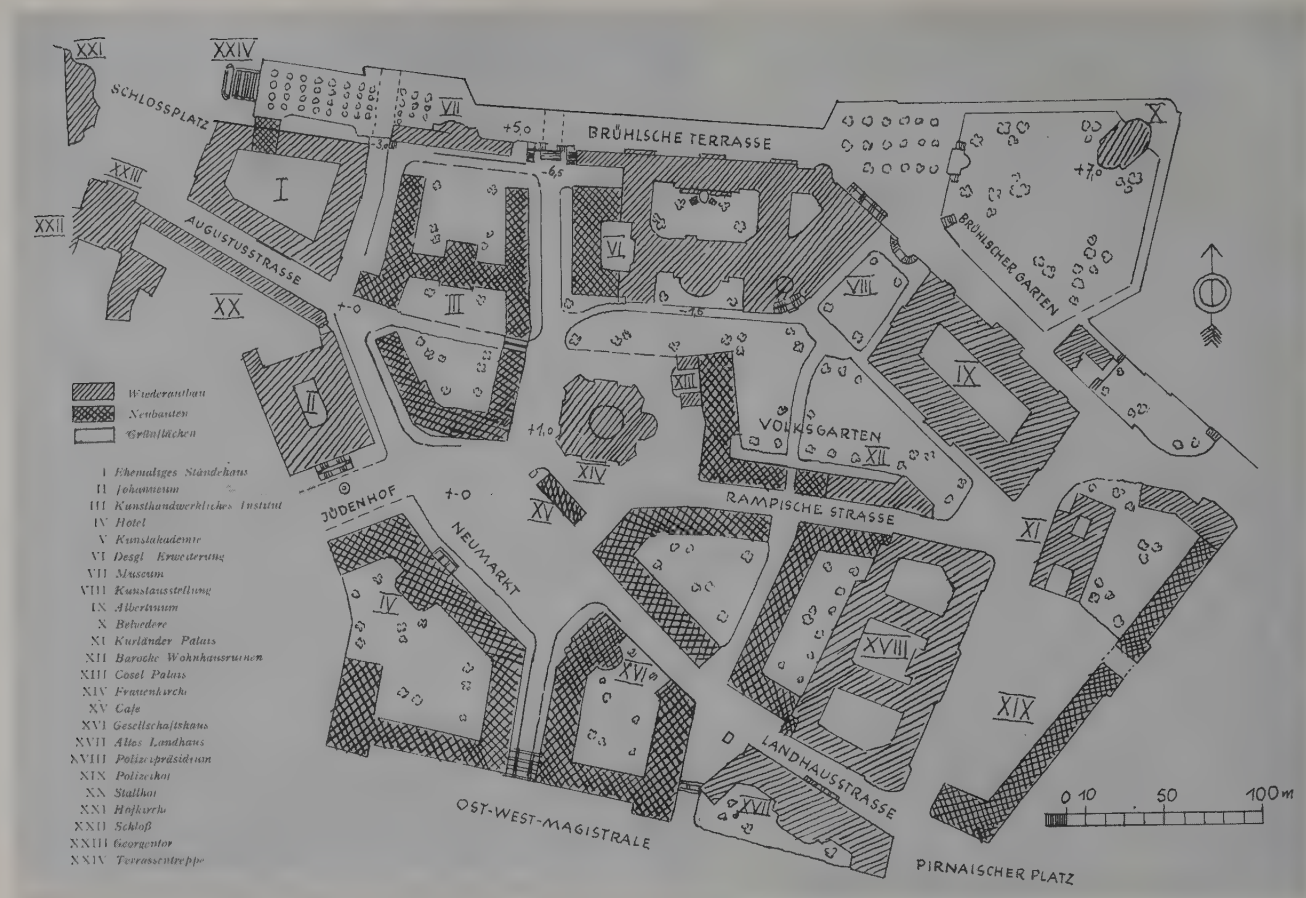 XXI
XXIV
SCHLOSSPLATZ
VII
-3,0
+5,0
BRÜHLSCHE TERRASSE
X
+7,0
XXIII
I
-6,5
XXII
AUGUSTUSSTRASSE
VI
BRÜHLSCHER GARTEN
VIII
XX
+-0
III
-1,6
IX
II
XIII
VOLKSGARTEN
+1,0
XIV
XII
JÜDENHOF
+-0
XV
RAMPISCHE STRASSE
XI
NEUMARKT
IV
XVI
XVIII
XIX
LANDHAUSSTRASSE
XVII
OST-WEST-MAGISTRALE
PIRNAISCHER PLATZ
0 10 50 100m
Wiederaufbau
Neubauten
Grünflächen
I Ehemaliges Ständehaus
II Johanneum
III Kunsthandwerkliches Institut
IV Hotel
V Kunstakademie
VI Desgl Erweiterung
VII Museum
VIII Kunstausstellung
IX Albertinum
X Belvedere
XI Kurländer Palais
XII Barocke Wohnhausruinen
XIII Cosel Palais
XIV Frauenkirche
XV Cafe
XVI Gesellschaftshaus
XVII Altes Landhaus
XVIII Polizeipräsidium
XIX Polizeihof
XX Stallhof
XXI Hofkirche
XXII Schloß
XXIII Georgentor
XXIV Terrassentreppe